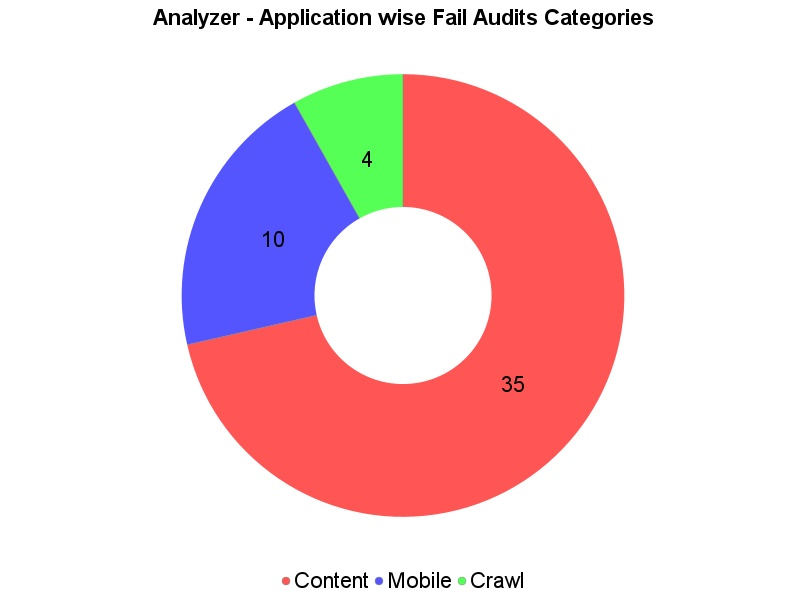 Analyzer - Application wise Fail Audits Categories
4
10
35
Content Mobile Crawl